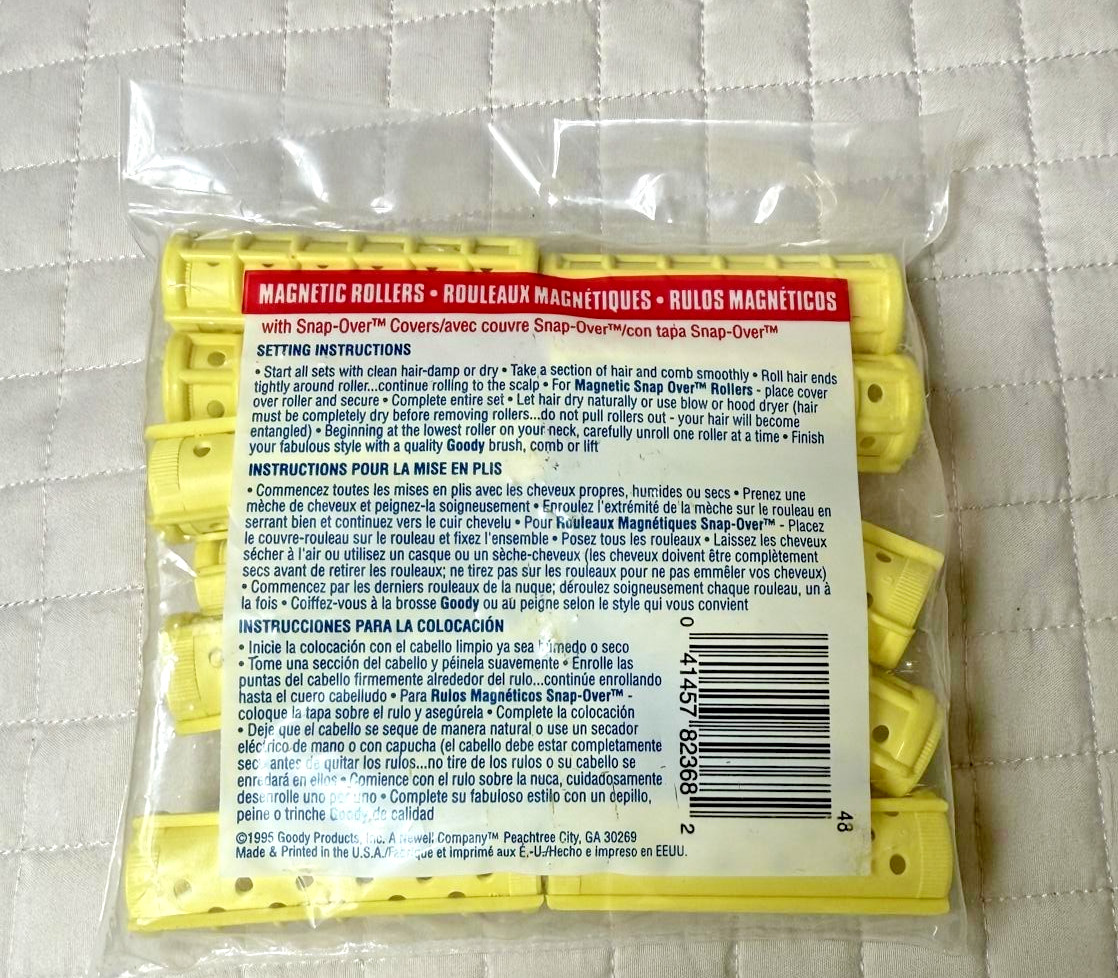 MAGNETIC ROLLERS • ROULEAUX MAGNÉTIQUES • RULOS MAGNÉTICOS
with Snap-Over™ Covers/avec couvre Snap-Over™/con tapa Snap-Over™
SETTING INSTRUCTIONS
• Start all sets with clean hair-damp or dry • Take a section of hair and comb smoothly • Roll hair ends
tightly around roller...continue rolling to the scalp • For Magnetic Snap Over™ Rollers - place cover
over roller and secure • Complete entire set • Let hair dry naturally or use blow or hood dryer (hair
must be completely dry before removing rollers...do not pull rollers out - your hair will become
entangled) • Beginning at the lowest roller on your neck, carefully unroll one roller at a time • Finish
your fabulous style with a quality Goody brush, comb or lift
INSTRUCTIONS POUR LA MISE EN PLIS
• Commencez toutes les mises en plis avec les cheveux propres, humides ou secs • Prenez une
mèche de cheveux et peignez-la soigneusement • Enroulez l'extrémité de la mèche sur le rouleau en
serrant bien et continuez vers le cuir chevelu • Pour Rouleaux Magnétiques Snap-Over™ - Placez
le couvre-rouleau sur le rouleau et fixez l'ensemble • Posez tous les rouleaux • Laissez les cheveux
sécher à l'air ou utilisez un casque ou un sèche-cheveux (les cheveux doivent être complètement
secs avant de retirer les rouleaux; ne tirez pas sur les rouleaux pour ne pas emmêler vos cheveux)
• Commencez par les derniers rouleaux de la nuque; déroulez soigneusement chaque rouleau, un à
la fois • Coiffez-vous à la brosse Goody ou au peigne selon le style qui vous convient
INSTRUCCIONES PARA LA COLOCACIÓN
• Inicie la colocación con el cabello limpio ya sea húmedo o seco
• Tome una sección del cabello y péinela suavemente • Enrolle las
puntas del cabello firmemente alrededor del rulo...continúe enrollando
hasta el cuero cabelludo • Para Rulos Magnéticos Snap-Over™ -
coloque la tapa sobre el rulo y asegúrela • Complete la colocación
• Deje que el cabello se seque de manera natural o use un secador
eléctrico de mano o con capucha (el cabello debe estar completamente
seco antes de quitar los rulos...no tire de los rulos o su cabello se
enredará en ellos • Comience con el rulo sobre la nuca, cuidadosamente
desenrolle uno por uno • Complete su fabuloso estilo con un cepillo,
peine o trinche Goody de calidad
©1995 Goody Products, Inc. A Newell Company™ Peachtree City, GA 30269
Made & Printed in the U.S.A./Fabrique et imprimé aux É.-U./Hecho e impreso en EEUU.
0 41457 82368 2
48